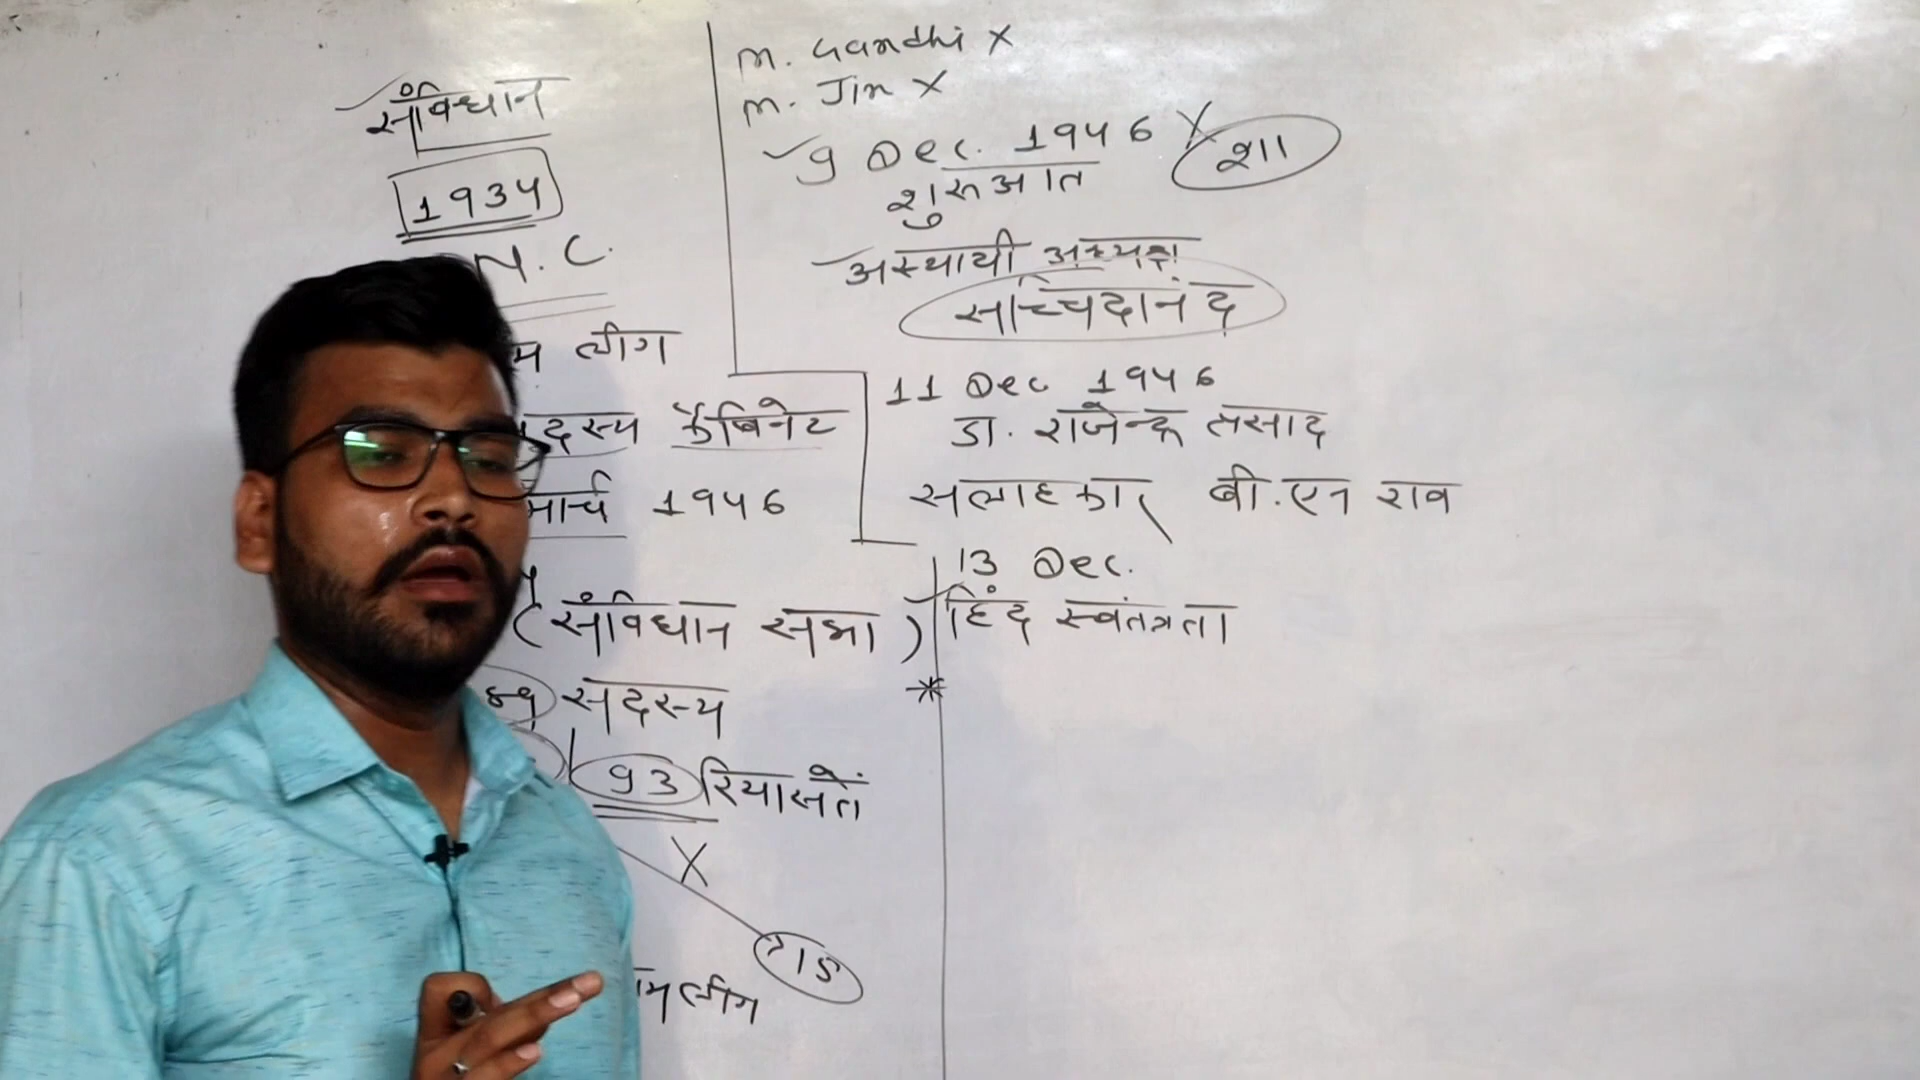 संविधान
1934
N. C.
लीग
कैबिनेट
मार्च 1946
(संविधान सभा)
सदस्य
93 रियासतें
X
लीग
M. Gandhi X
M. Jin X
9 Dec. 1946 X 211
शुरुआत
अस्थायी अध्यक्ष
सच्चिदानंद
11 Dec 1946
डा. राजेन्द्र प्रसाद
सलाहकार बी.एन राव
13 Dec.
हिंद स्वतंत्रता
*